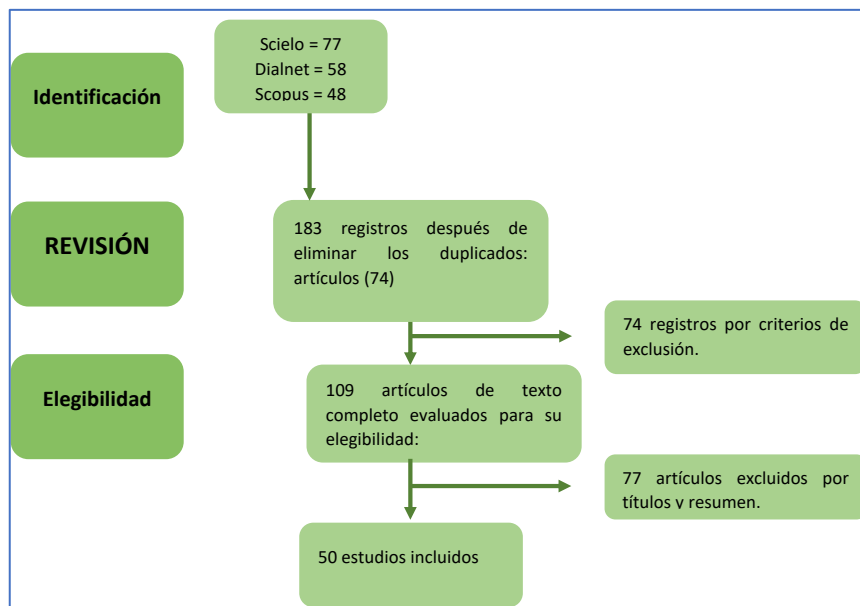 Scielo = 77
Dialnet = 58
Scopus = 48
Identificación
REVISIÓN
183 registros después de
eliminar los duplicados:
artículos (74)
74 registros por criterios de
exclusión.
Elegibilidad
109 artículos de texto
completo evaluados para su
elegibilidad:
77 artículos excluidos por
títulos y resumen.
50 estudios incluidos